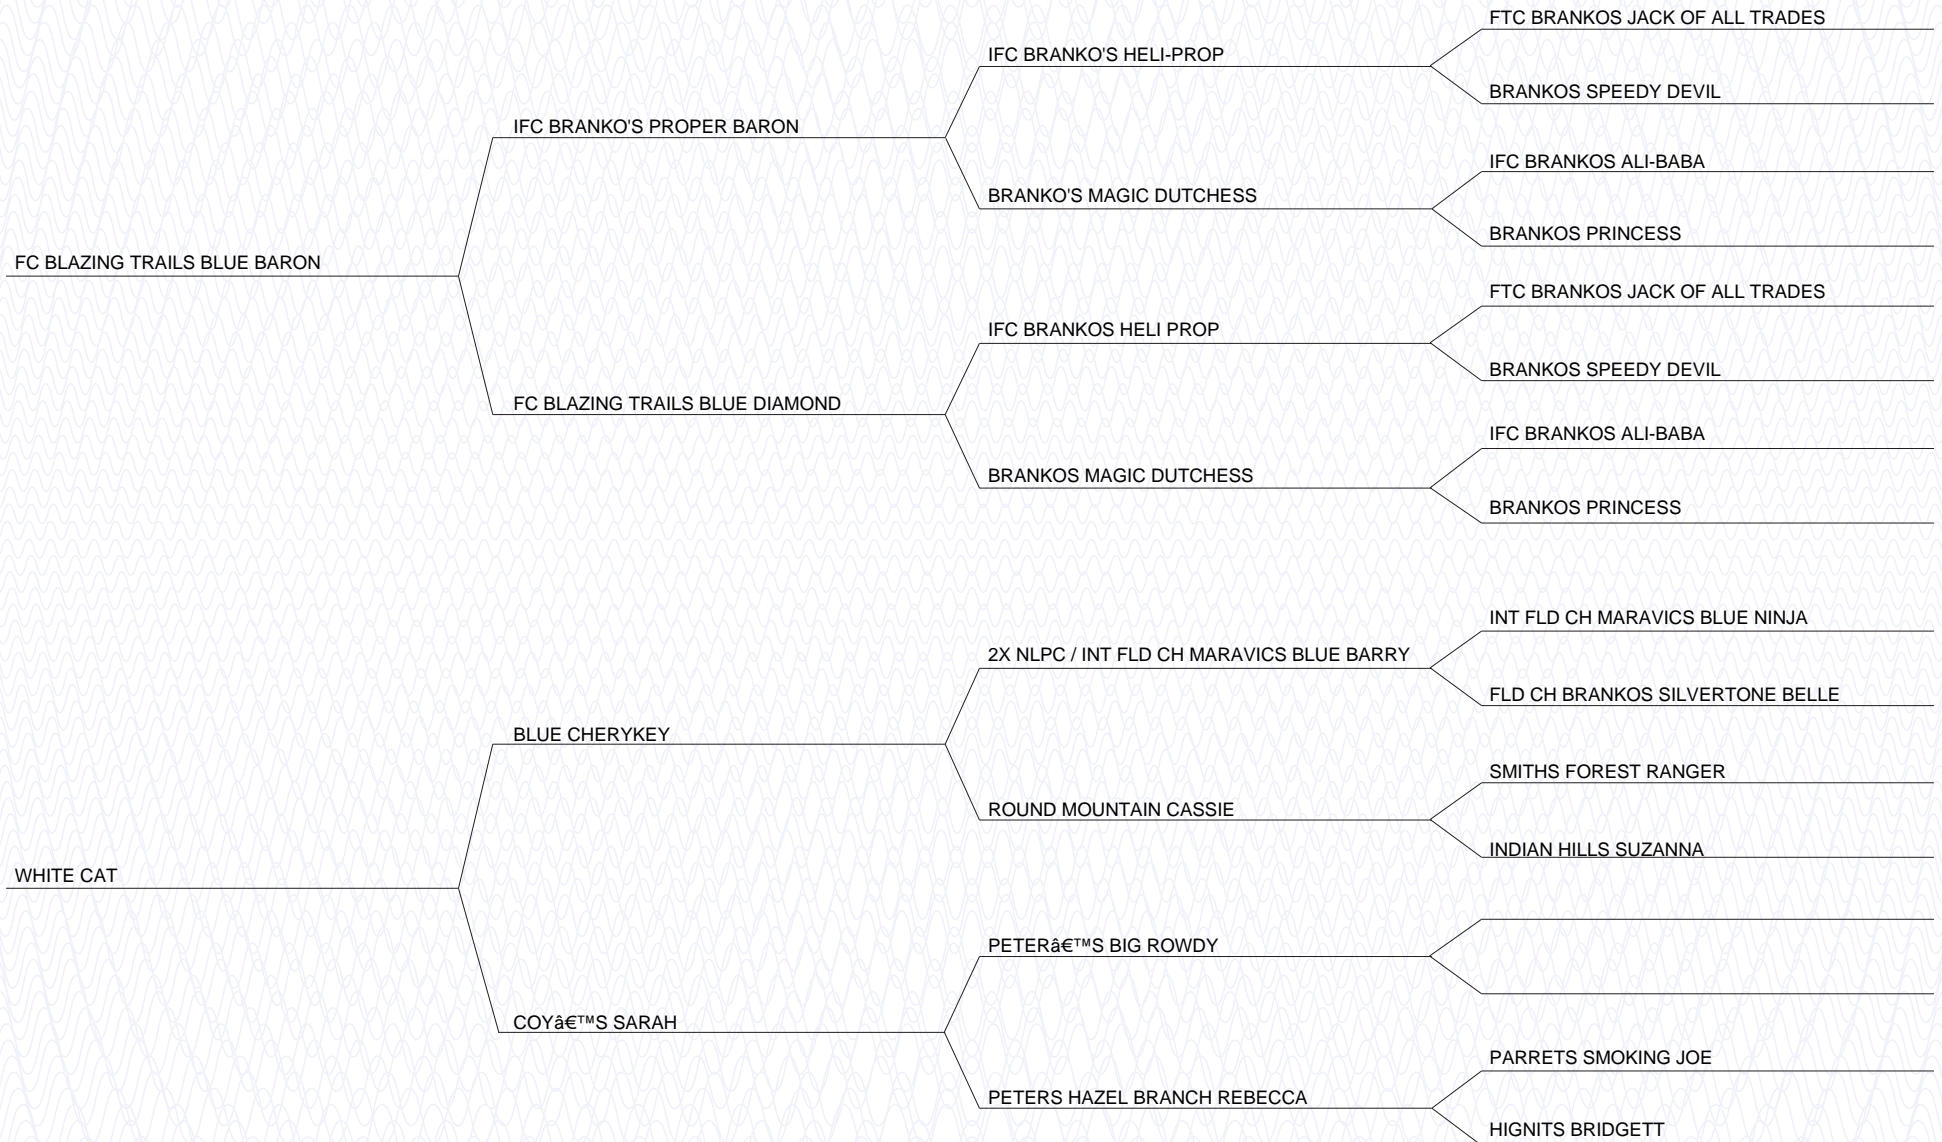 FTC BRANKOS JACK OF ALL TRADES
IFC BRANKO'S HELI-PROP
BRANKOS SPEEDY DEVIL
IFC BRANKO'S PROPER BARON
IFC BRANKOS ALI-BABA
BRANKO'S MAGIC DUTCHESS
BRANKOS PRINCESS
FC BLAZING TRAILS BLUE BARON
FTC BRANKOS JACK OF ALL TRADES
IFC BRANKOS HELI PROP
BRANKOS SPEEDY DEVIL
FC BLAZING TRAILS BLUE DIAMOND
IFC BRANKOS ALI-BABA
BRANKOS MAGIC DUTCHESS
BRANKOS PRINCESS
INT FLD CH MARAVICS BLUE NINJA
2X NLPC / INT FLD CH MARAVICS BLUE BARRY
FLD CH BRANKOS SILVERTONE BELLE
BLUE CHERYKEY
SMITHS FOREST RANGER
ROUND MOUNTAIN CASSIE
INDIAN HILLS SUZANNA
WHITE CAT
PETERâ€™S BIG ROWDY
COYâ€™S SARAH
PARRETS SMOKING JOE
PETERS HAZEL BRANCH REBECCA
HIGNITS BRIDGETT